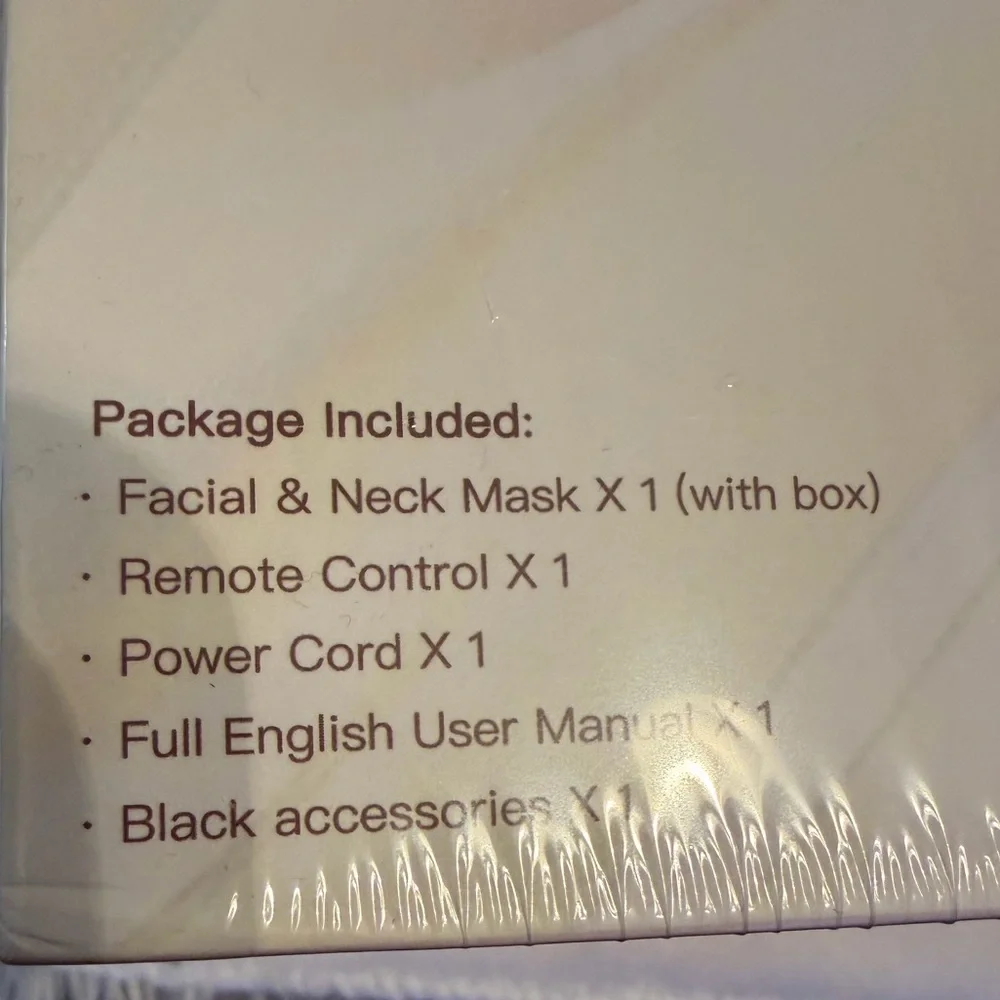 Package Included:
· Facial & Neck Mask X 1 (with box)
· Remote Control X 1
· Power Cord X 1
· Full English User Manual X 1
· Black accessories X 1